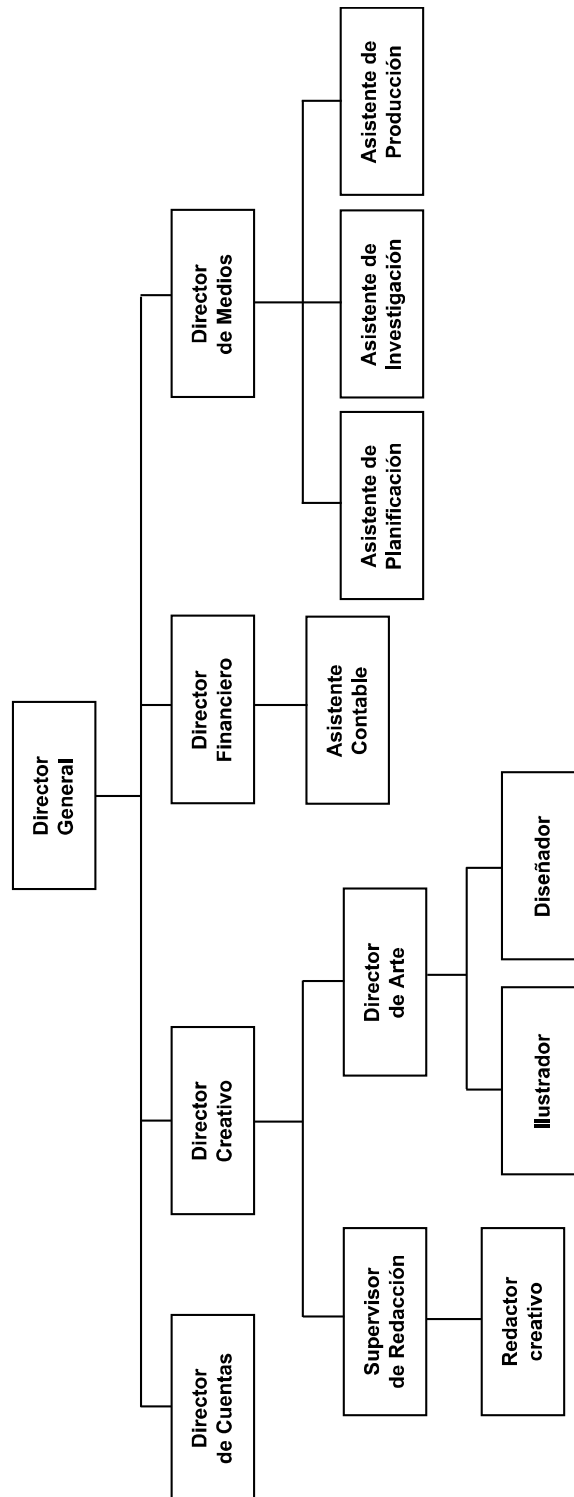 Director
General
Director
de Cuentas
Director
Creativo
Director
Financiero
Director
de Medios
Supervisor
de Redacción
Director
de Arte
Asistente
Contable
Asistente de
Planificación
Asistente de
Investigación
Asistente de
Producción
Redactor
creativo
Ilustrador
Diseñador